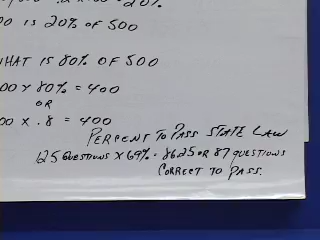 00 IS 20% OF 500
WHAT IS 80% OF 500
00 X 80% = 400
OR
00 X .8 = 400
PERCENT TO PASS STATE LAW
125 QUESTIONS X 69% = 86.25 OR 87 QUESTIONS
CORRECT TO PASS.